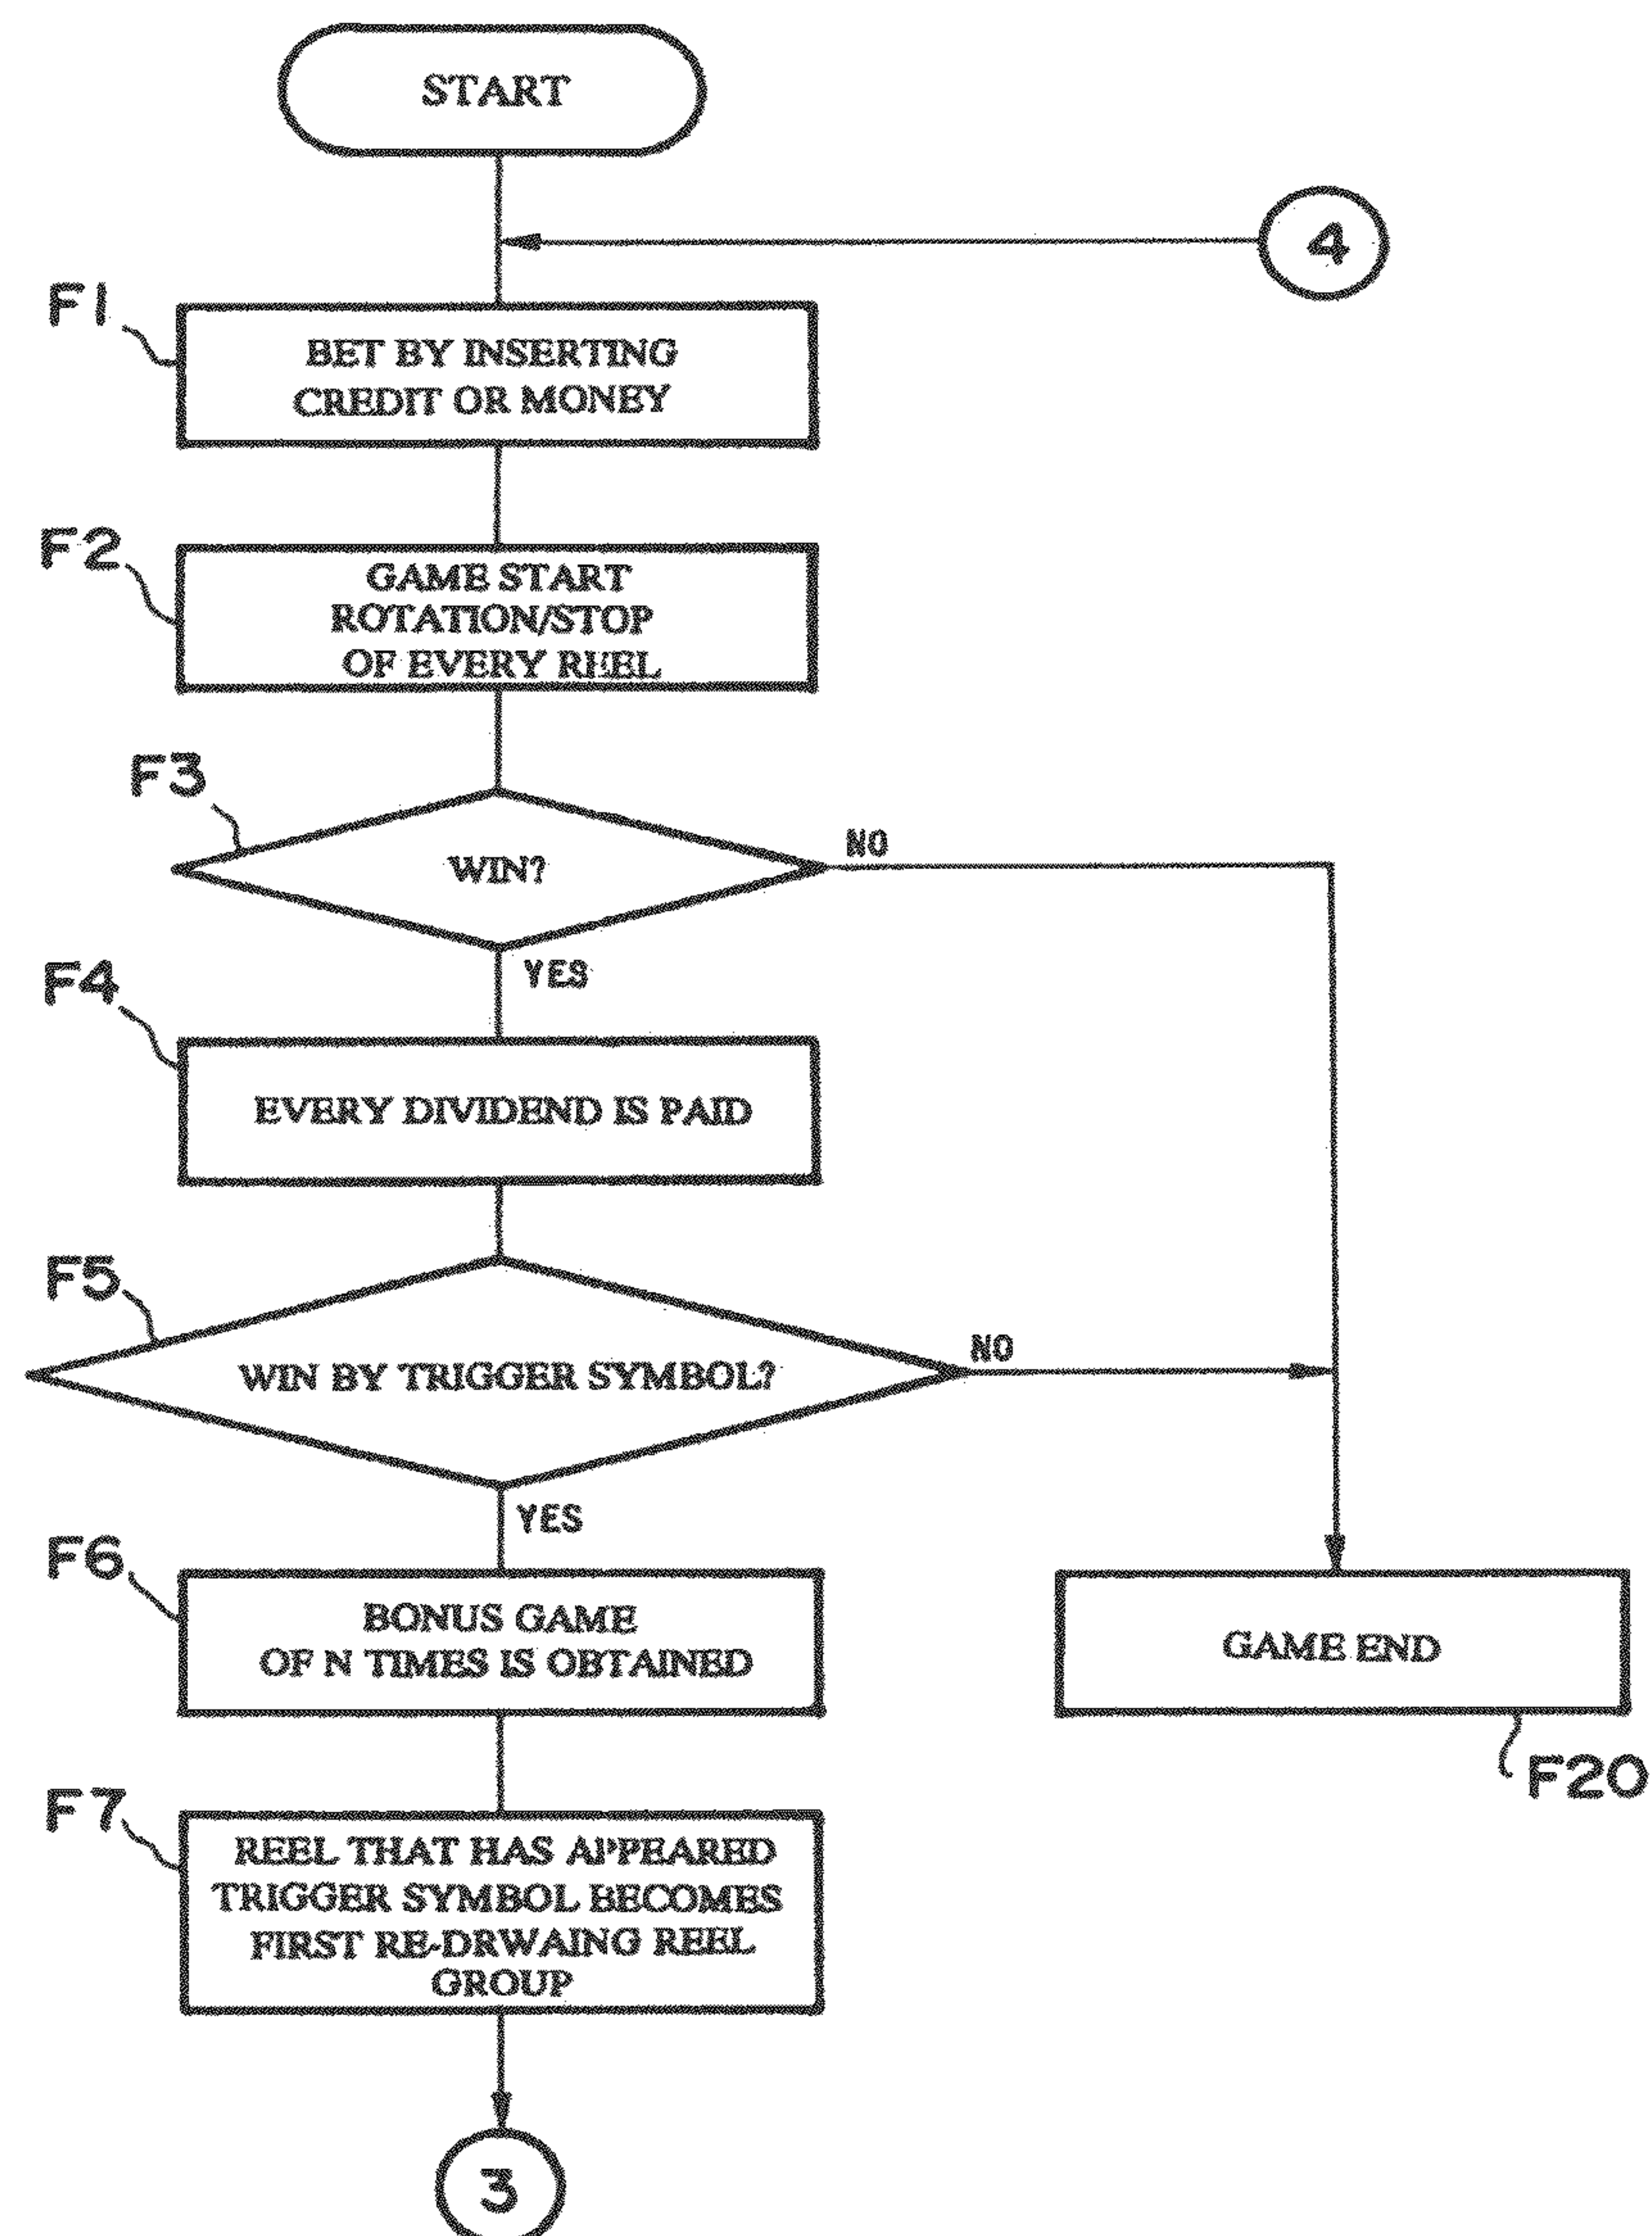 START
4
F1
BET BY INSERTING
CREDIT OR MONEY
F2
GAME START
ROTATION/STOP
OF EVERY REEL
F3
WIN?
NO
YES
F4
EVERY DIVIDEND IS PAID
F5
WIN BY TRIGGER SYMBOL?
NO
YES
F6
BONUS GAME
OF N TIMES IS OBTAINED
GAME END
F20
F7
REEL THAT HAS APPEARED
TRIGGER SYMBOL BECOMES
FIRST RE-DRWAING REEL
GROUP
3